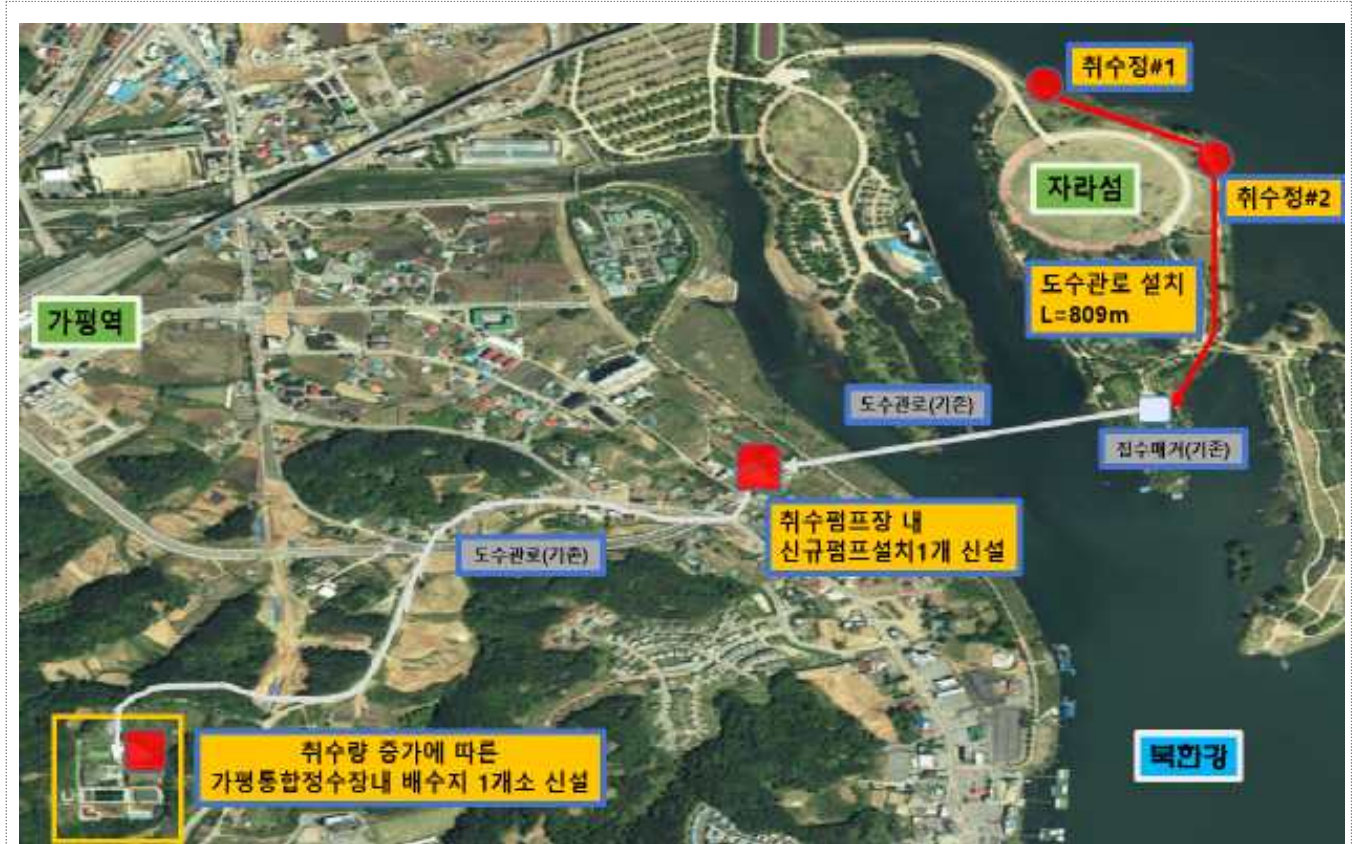 취수정#1
자라섬
취수정#2
도수관로 설치
L=809m
가평역
도수관로(기존)
집수매거(기존)
취수펌프장 내
신규펌프설치1개 신설
도수관로(기존)
취수량 증가에 따른
가평통합정수장내 배수지 1개소 신설
북한강